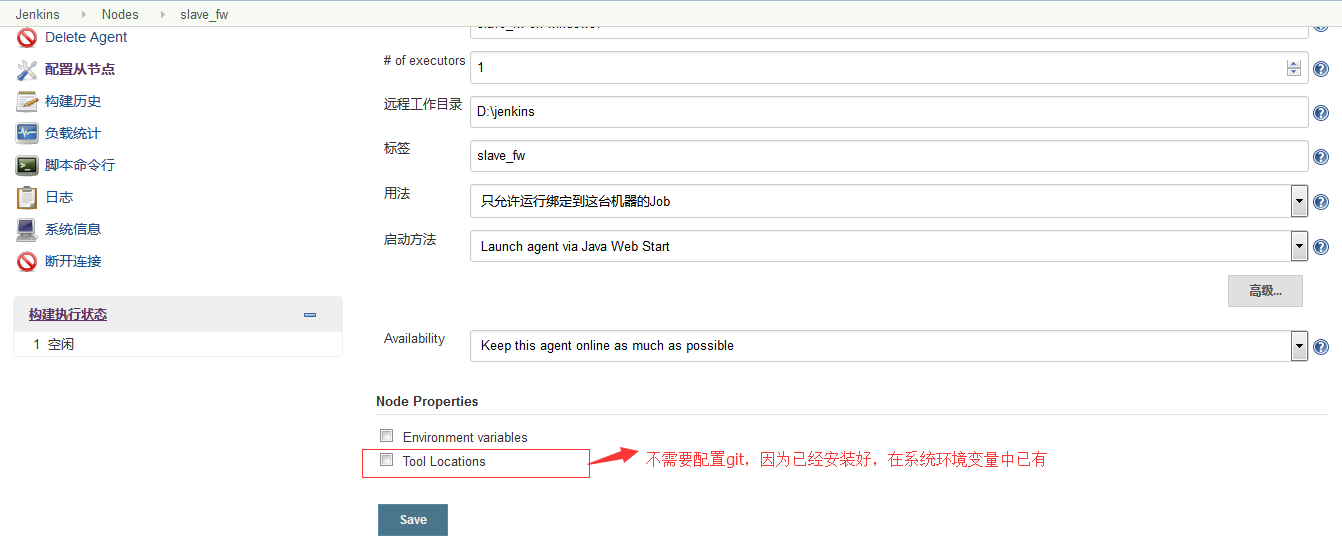 Jenkins
Nodes
slave_fw
Delete Agent
配置从节点
构建历史
负载统计
脚本命令行
日志
系统信息
断开连接
构建执行状态
1 空闲
# of executors
1
远程工作目录
D:\jenkins
标签
slave_fw
用法
只允许运行绑定到这台机器的Job
启动方法
Launch agent via Java Web Start
高级...
Availability
Keep this agent online as much as possible
Node Properties
Environment variables
Tool Locations
不需要配置git，因为已经安装好，在系统环境变量中已有
Save